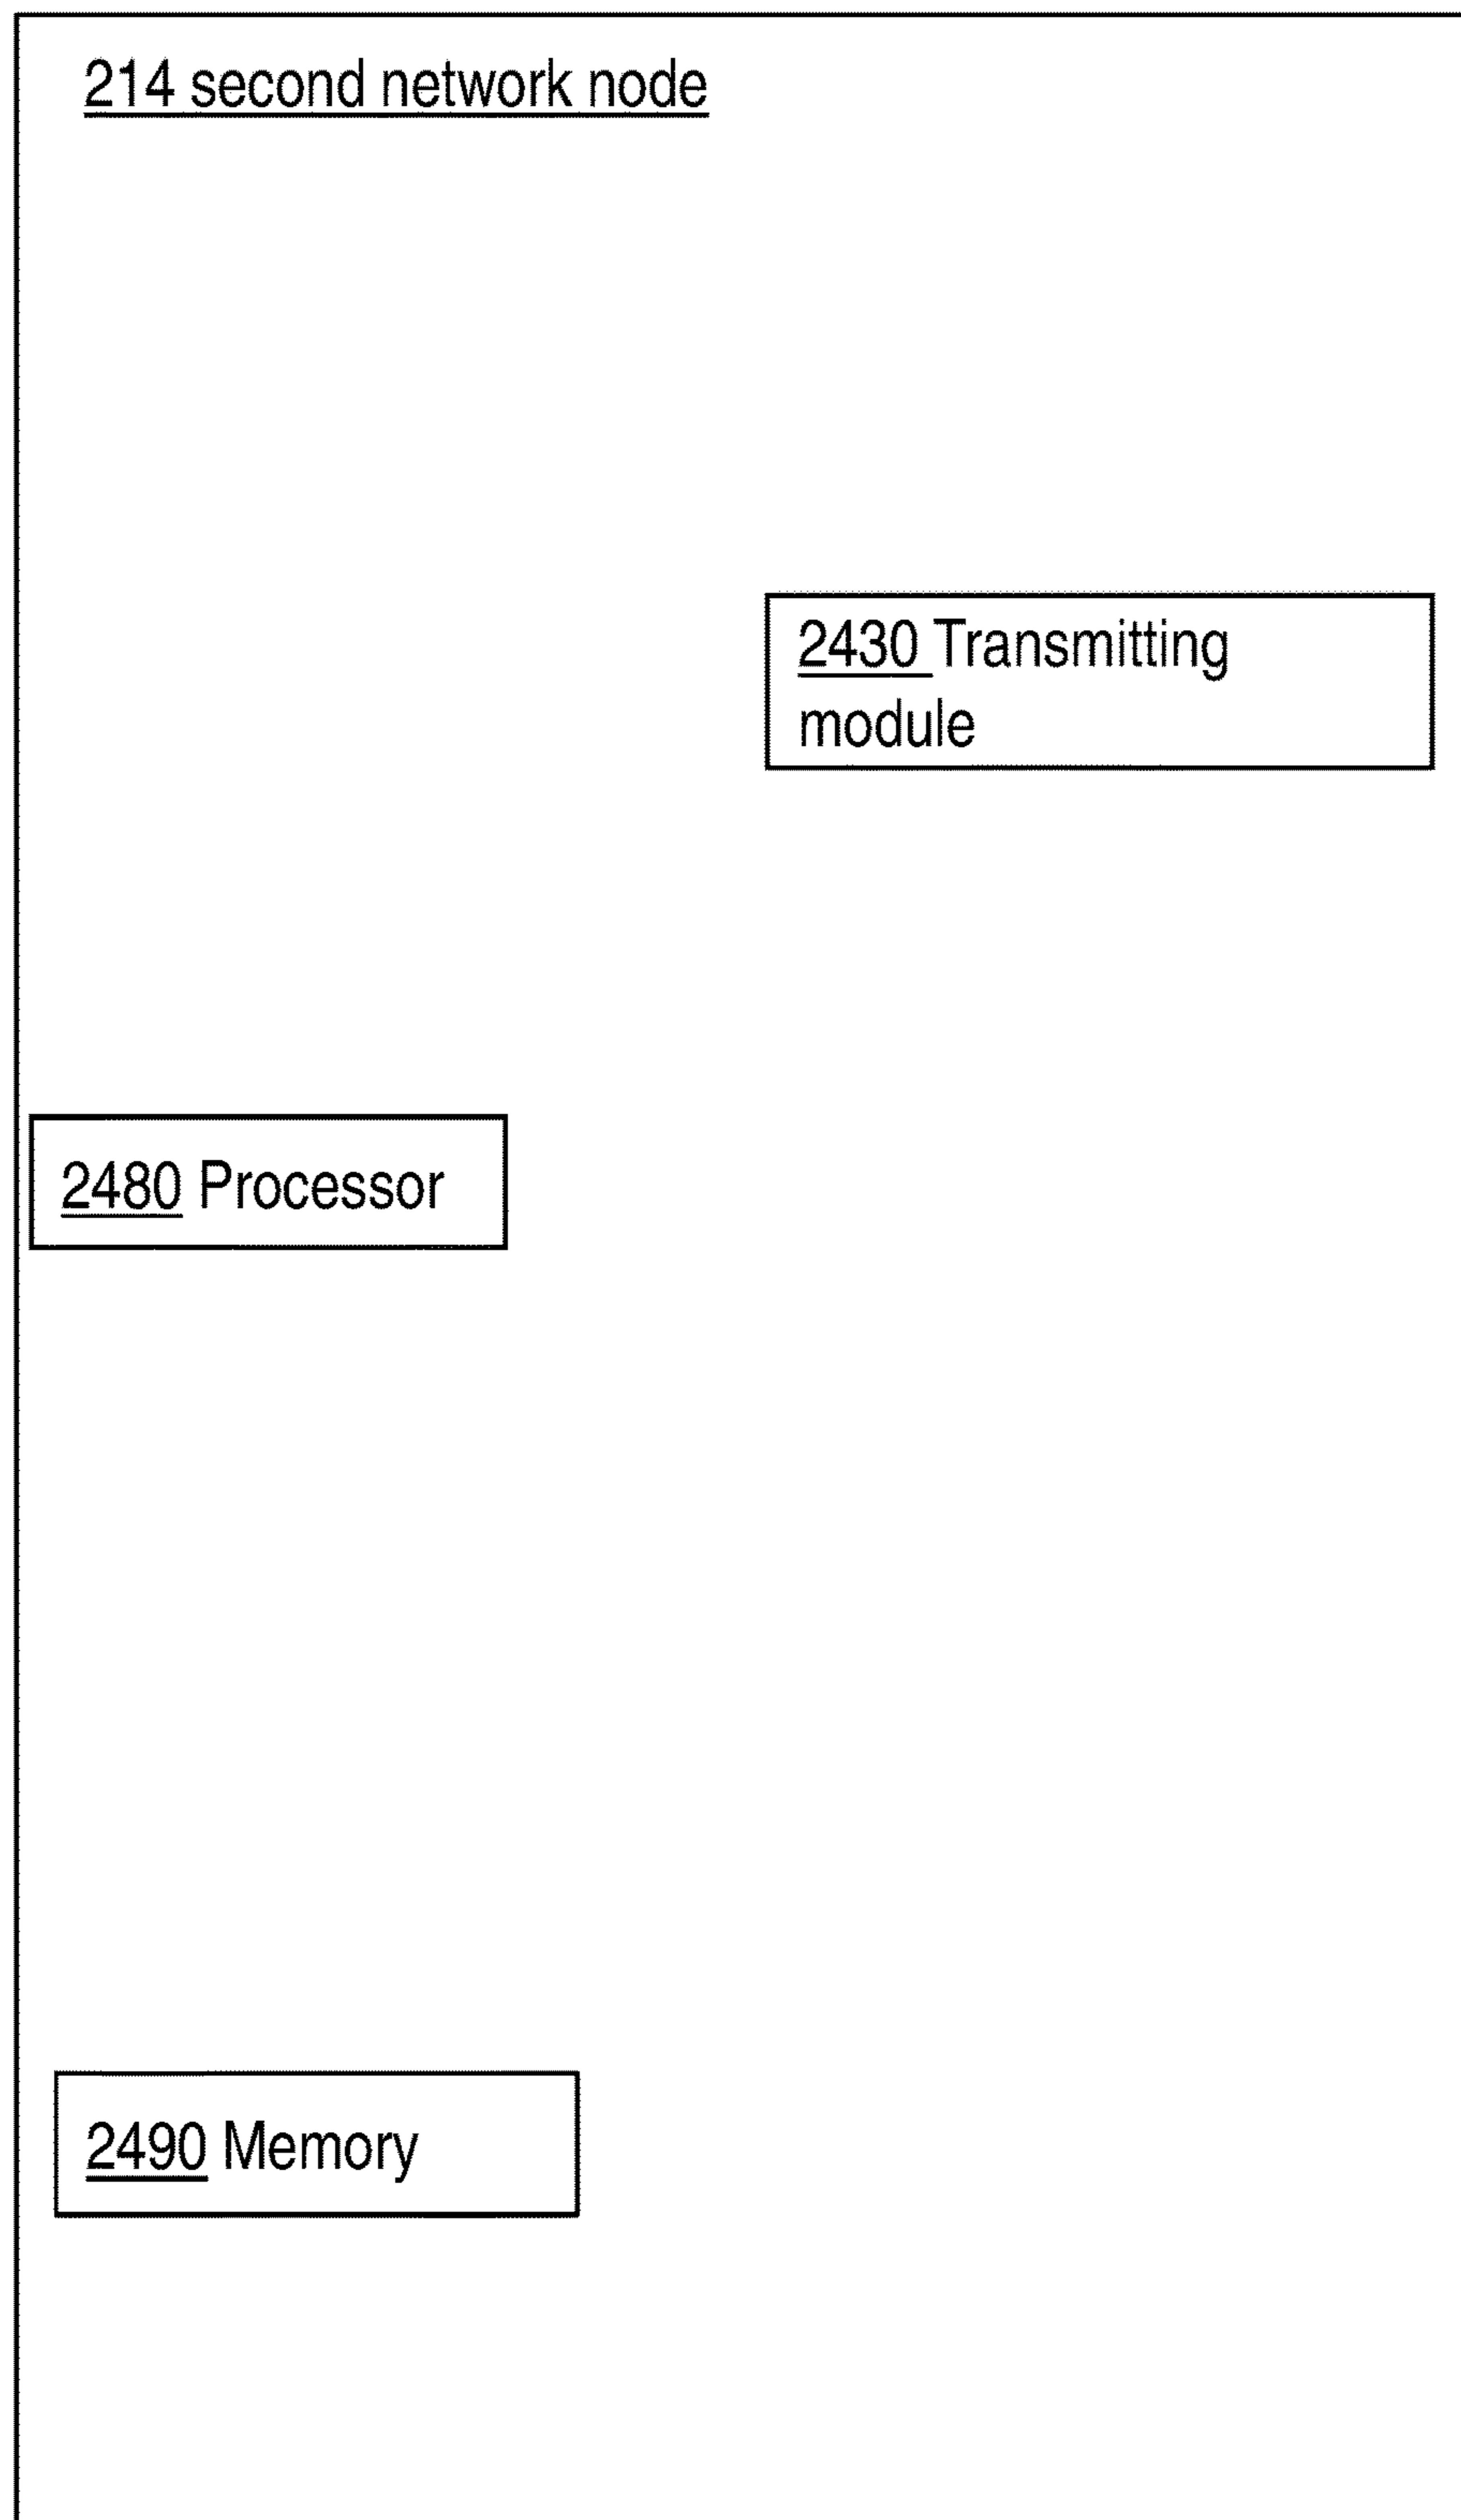 214 second network node
2430 Transmitting
module
2480 Processor
2490 Memory